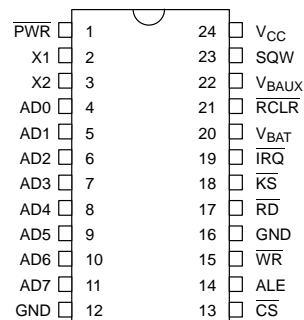 PWR 1 24 VCC
X1 2 23 SQW
X2 3 22 VBAUX
AD0 4 21 RCLR
AD1 5 20 VBAT
AD2 6 19 IRQ
AD3 7 18 KS
AD4 8 17 RD
AD5 9 16 GND
AD6 10 15 WR
AD7 11 14 ALE
GND 12 13 CS